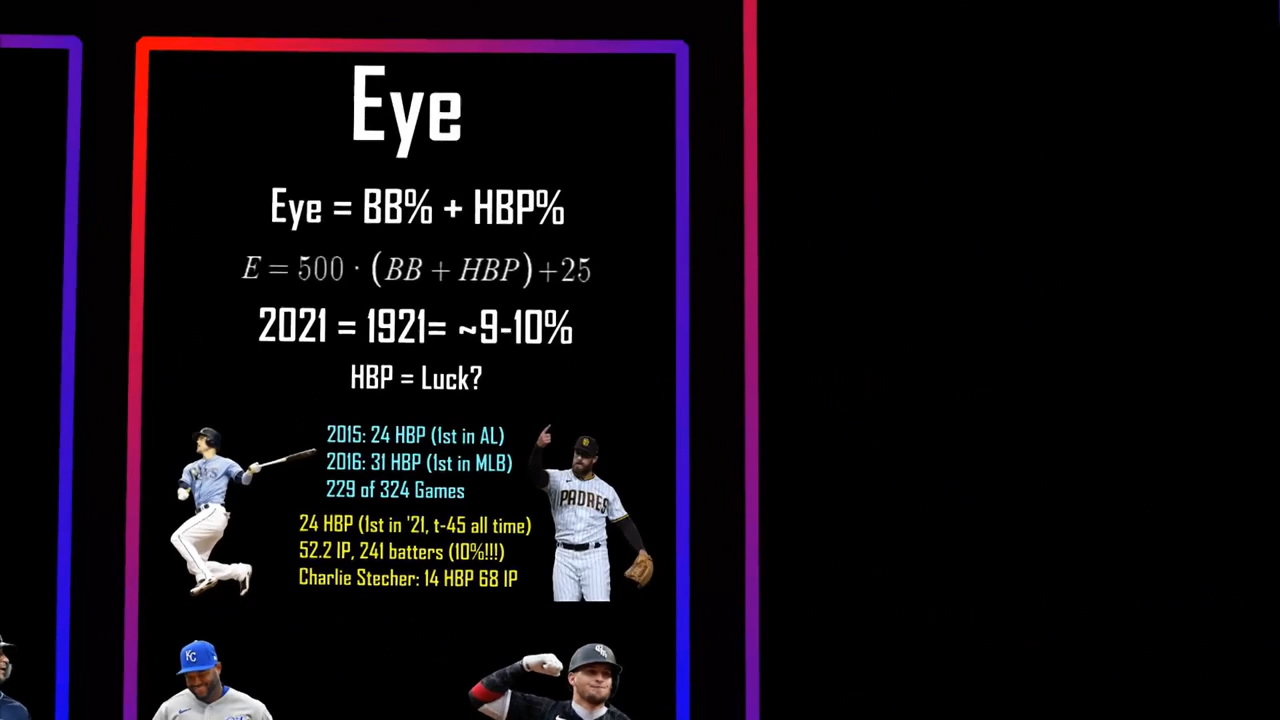 Eye
Eye = BB% + HBP%
E = 500 · (BB + HBP) + 25
2021 = 1921= ~9-10%
HBP = Luck?
2015: 24 HBP (1st in AL)
2016: 31 HBP (1st in MLB)
229 of 324 Games
24 HBP (1st in '21, t-45 all time)
52.2 IP, 241 batters (10%!!!)
Charlie Stecher: 14 HBP 68 IP
PADRES
KC